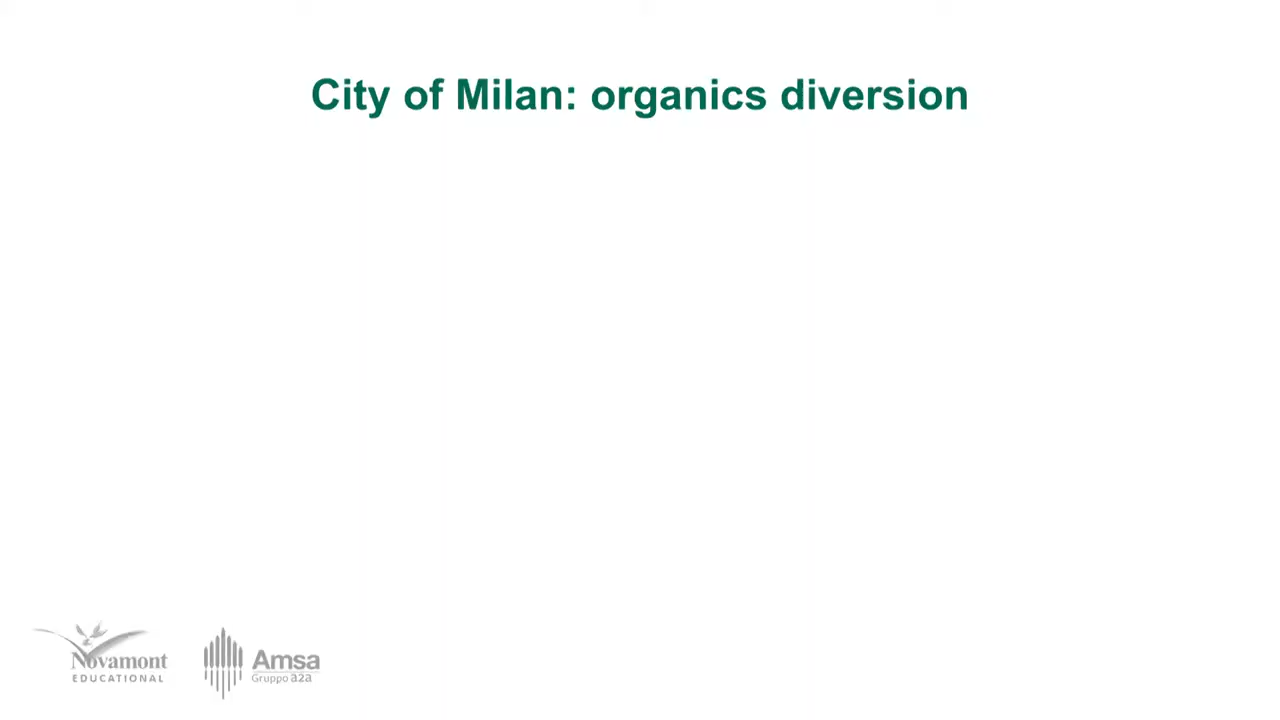 City of Milan: organics diversion
Novamont
EDUCATIONAL
Amsa
Gruppo a2a